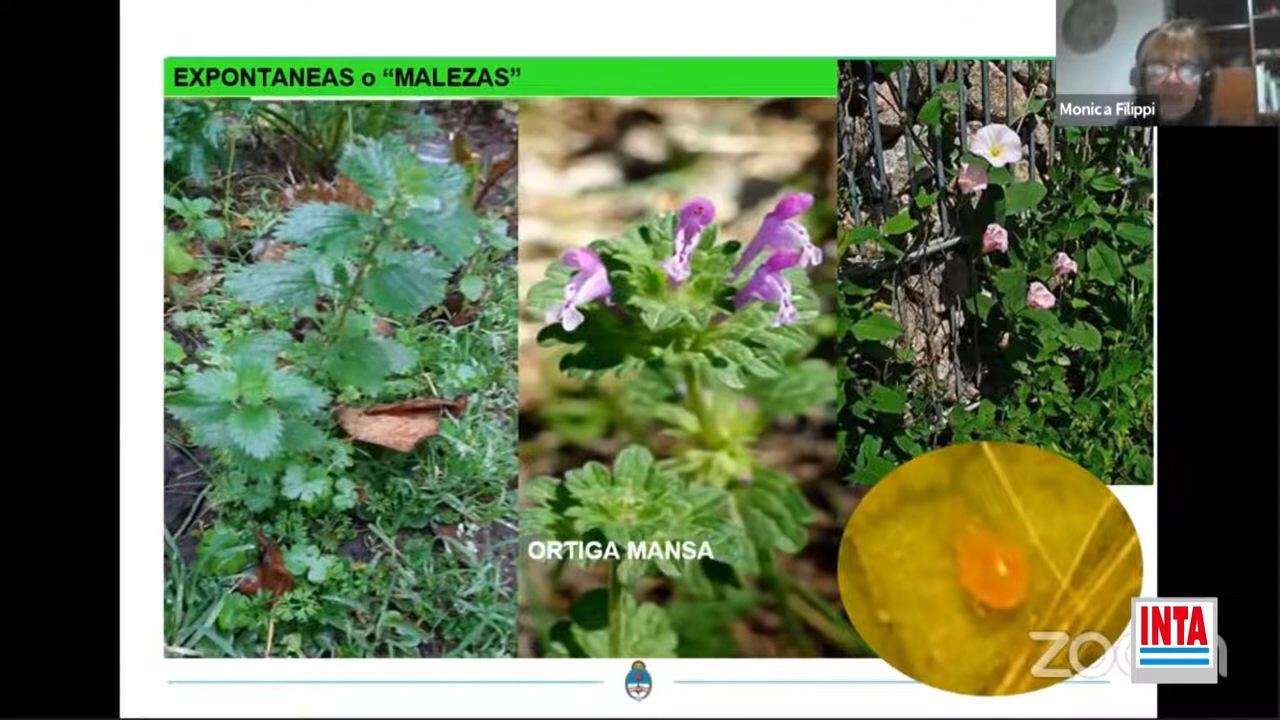 EXPONTANEAS o “MALEZAS”
Monica Filippi
ORTIGA MANSA
zoom
INTA